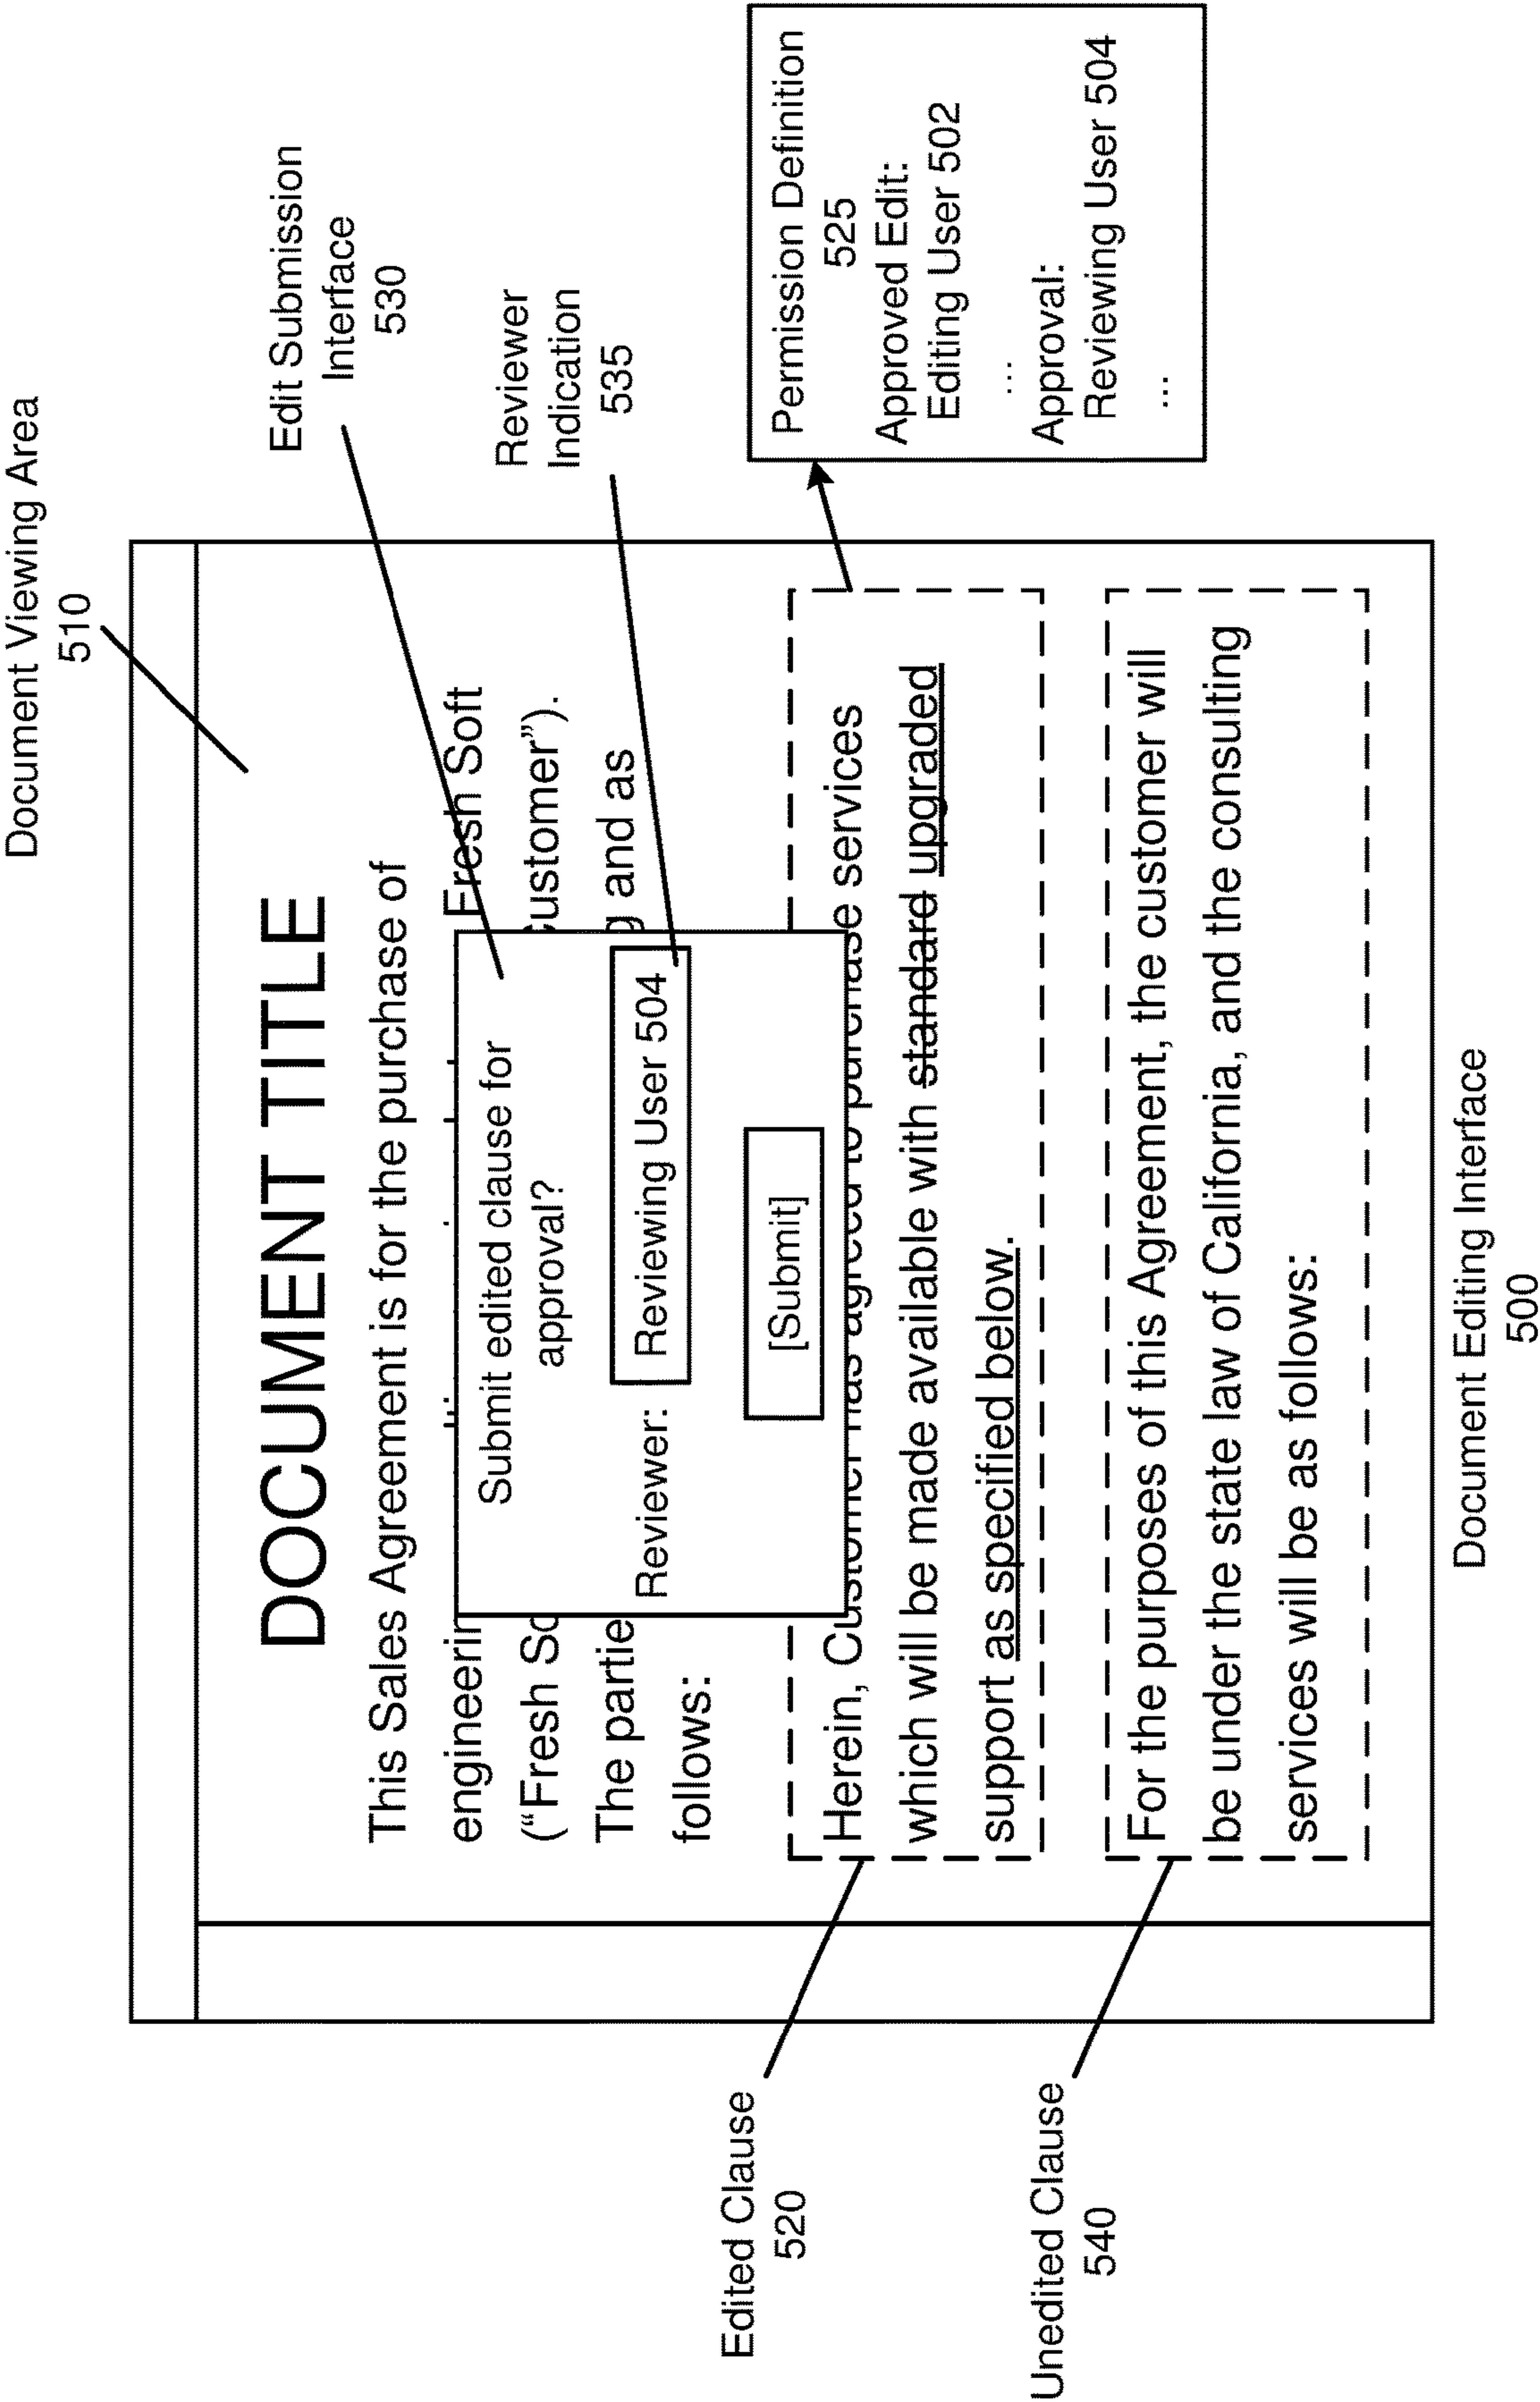 Document Viewing Area
510
Edit Submission
Interface
530
Reviewer
Indication
535
DOCUMENT TITLE
This Sales Agreement is for the purchase of
Fresh Soft
(“Fresh
The
and as
follows:
Submit edited clause for
approval?
Reviewer: Reviewing User 504
[Submit]
Herein, Customer has agreed to purchase services
which will be made available with standard upgraded
support as specified below.
For the purposes of this Agreement, the customer will
be under the state law of California, and the consulting
services will be as follows:
Permission Definition
525
Approved Edit:
Editing User 502
...
Approval:
Reviewing User 504
...
Edited Clause
520
Unedited Clause
540
Document Editing Interface
500